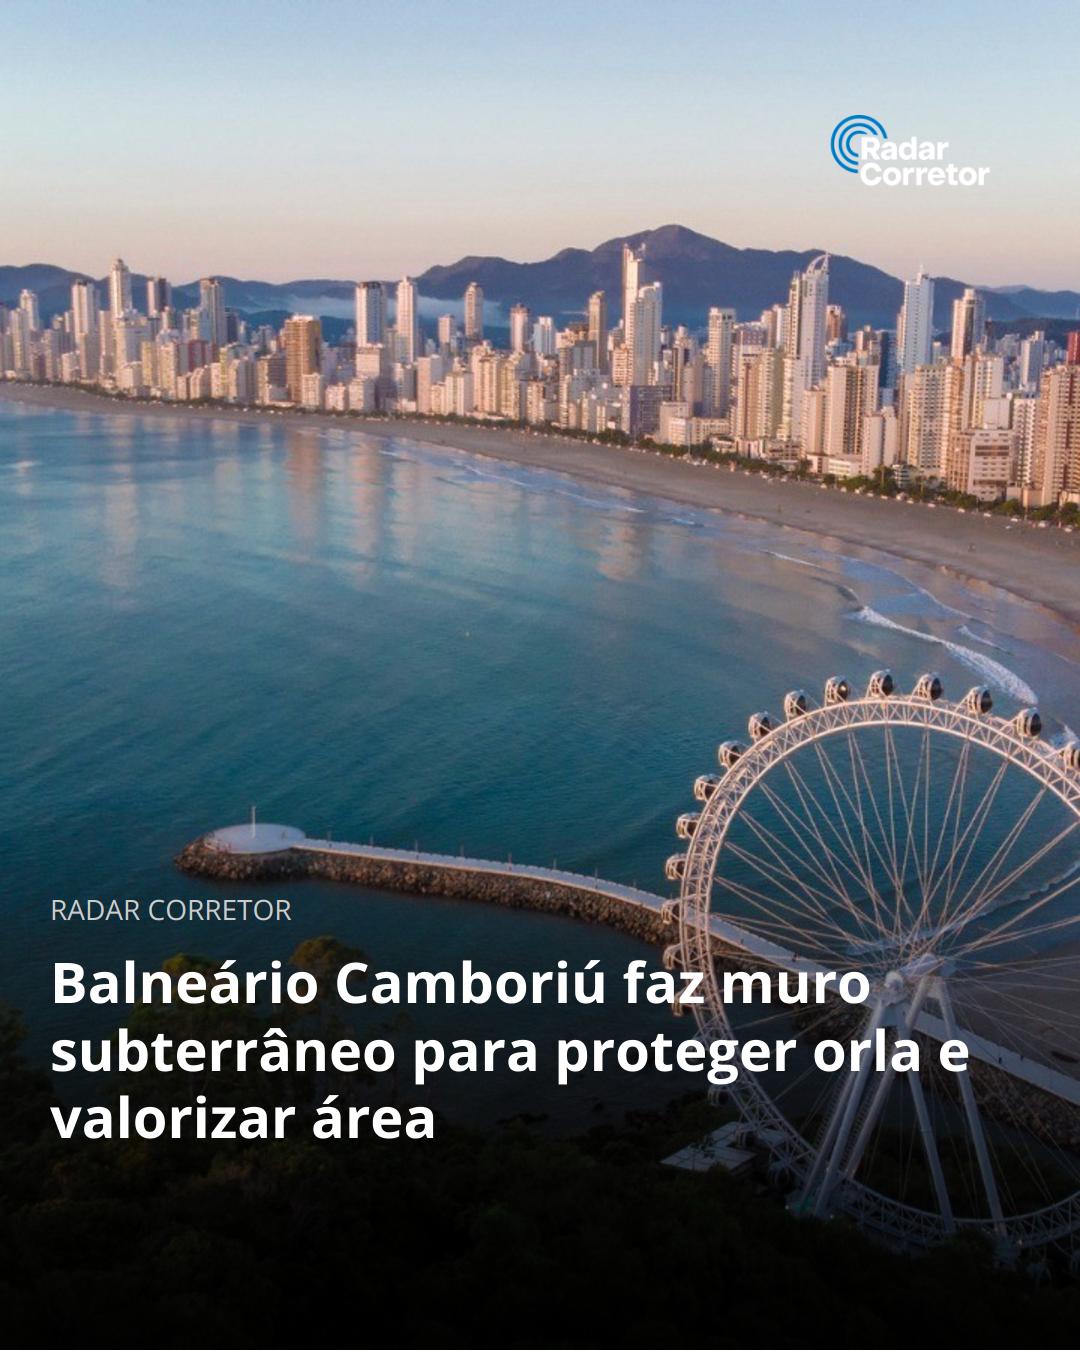 Radar
Corretor
RADAR CORRETOR
Balneário Camboriú faz muro
subterrâneo para proteger orla e
valorizar área